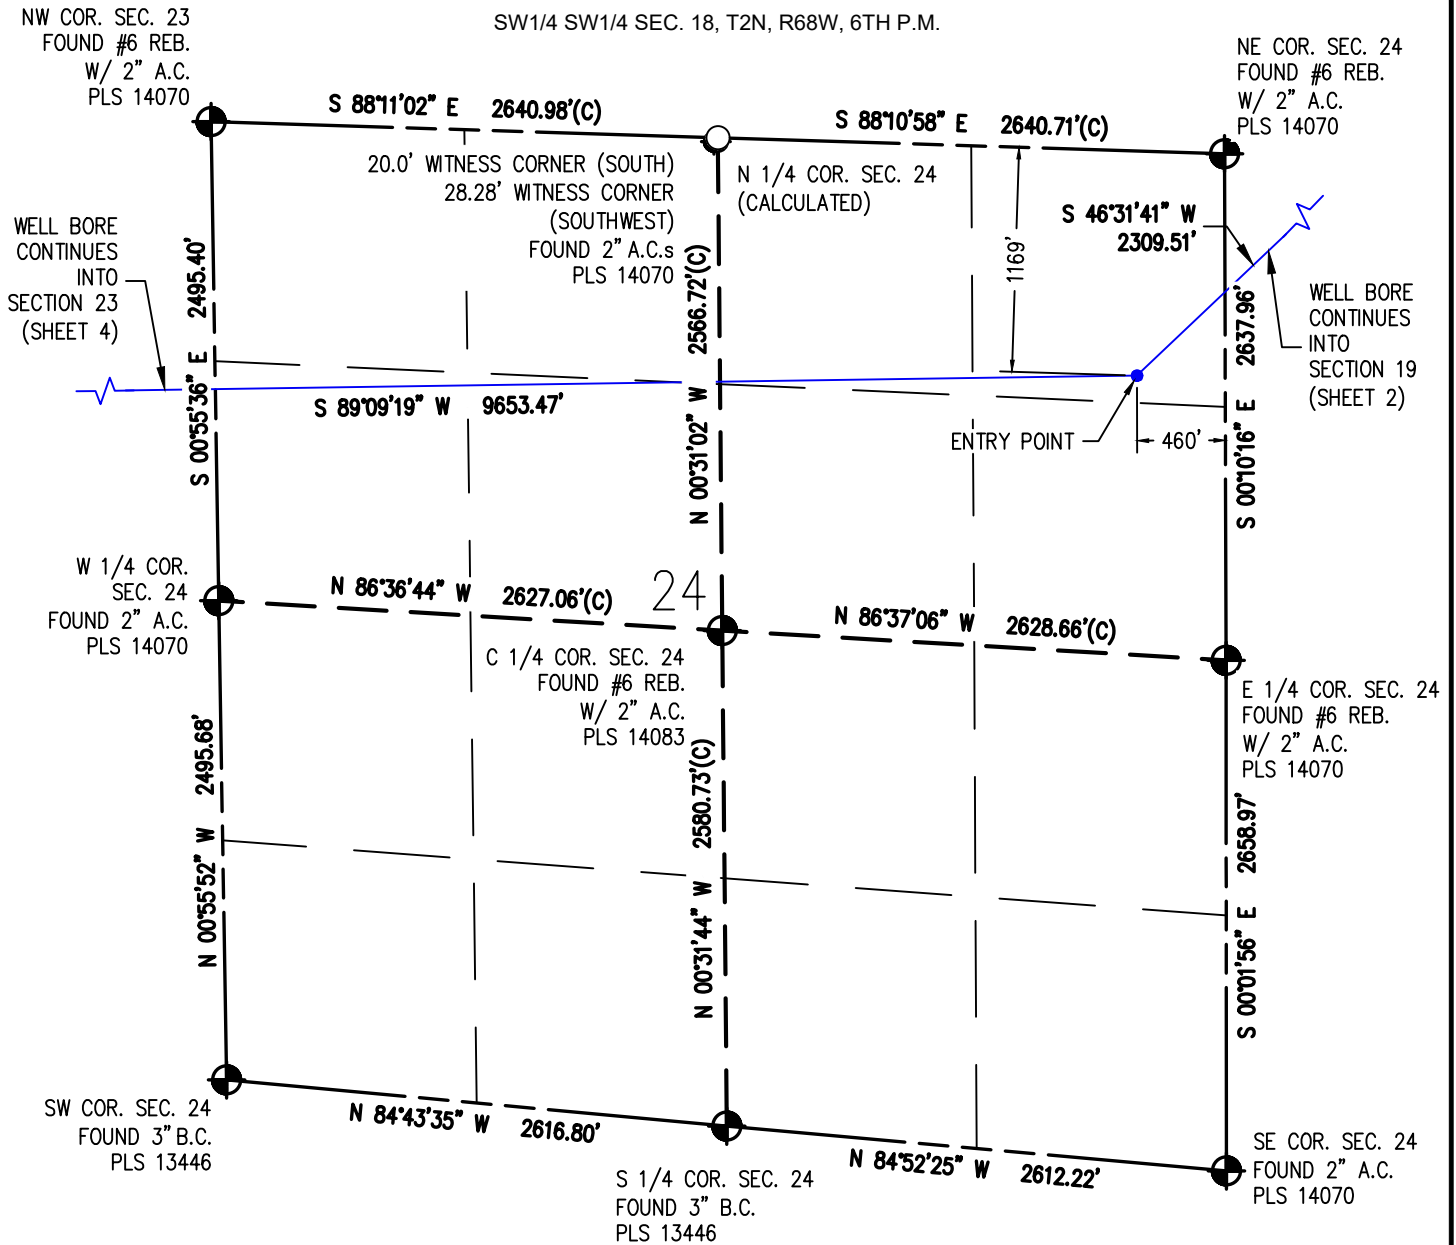 SW1/4 SW1/4 SEC. 18, T2N, R68W, 6TH P.M.
NW COR. SEC. 23
FOUND #6 REB.
W/ 2" A.C.
PLS 14070
S 88°11'02" E 2640.98'(C)
S 88°10'58" E 2640.71'(C)
NE COR. SEC. 24
FOUND #6 REB.
W/ 2" A.C.
PLS 14070
20.0' WITNESS CORNER (SOUTH)
28.28' WITNESS CORNER
(SOUTHWEST)
FOUND 2" A.C.s
PLS 14070
N 1/4 COR. SEC. 24
(CALCULATED)
S 46°31'41" W
2309.51'
1169'
WELL BORE
CONTINUES
INTO
SECTION 23
(SHEET 4)
S 00°55'36" E 2495.40'
N 00°31'02" W 2566.72'(C)
S 00°10'16" E 2637.96'
WELL BORE
CONTINUES
INTO
SECTION 19
(SHEET 2)
S 89°09'19" W 9653.47'
ENTRY POINT
460'
W 1/4 COR.
SEC. 24
FOUND 2" A.C.
PLS 14070
N 86°36'44" W 2627.06'(C)
24
N 86°37'06" W 2628.66'(C)
C 1/4 COR. SEC. 24
FOUND #6 REB.
W/ 2" A.C.
PLS 14083
E 1/4 COR. SEC. 24
FOUND #6 REB.
W/ 2" A.C.
PLS 14070
N 00°55'52" W 2495.68'
N 00°31'44" W 2580.73'(C)
S 00°01'56" E 2658.97'
SW COR. SEC. 24
FOUND 3" B.C.
PLS 13446
N 84°43'35" W 2616.80'
S 1/4 COR. SEC. 24
FOUND 3" B.C.
PLS 13446
N 84°52'25" W 2612.22'
SE COR. SEC. 24
FOUND 2" A.C.
PLS 14070